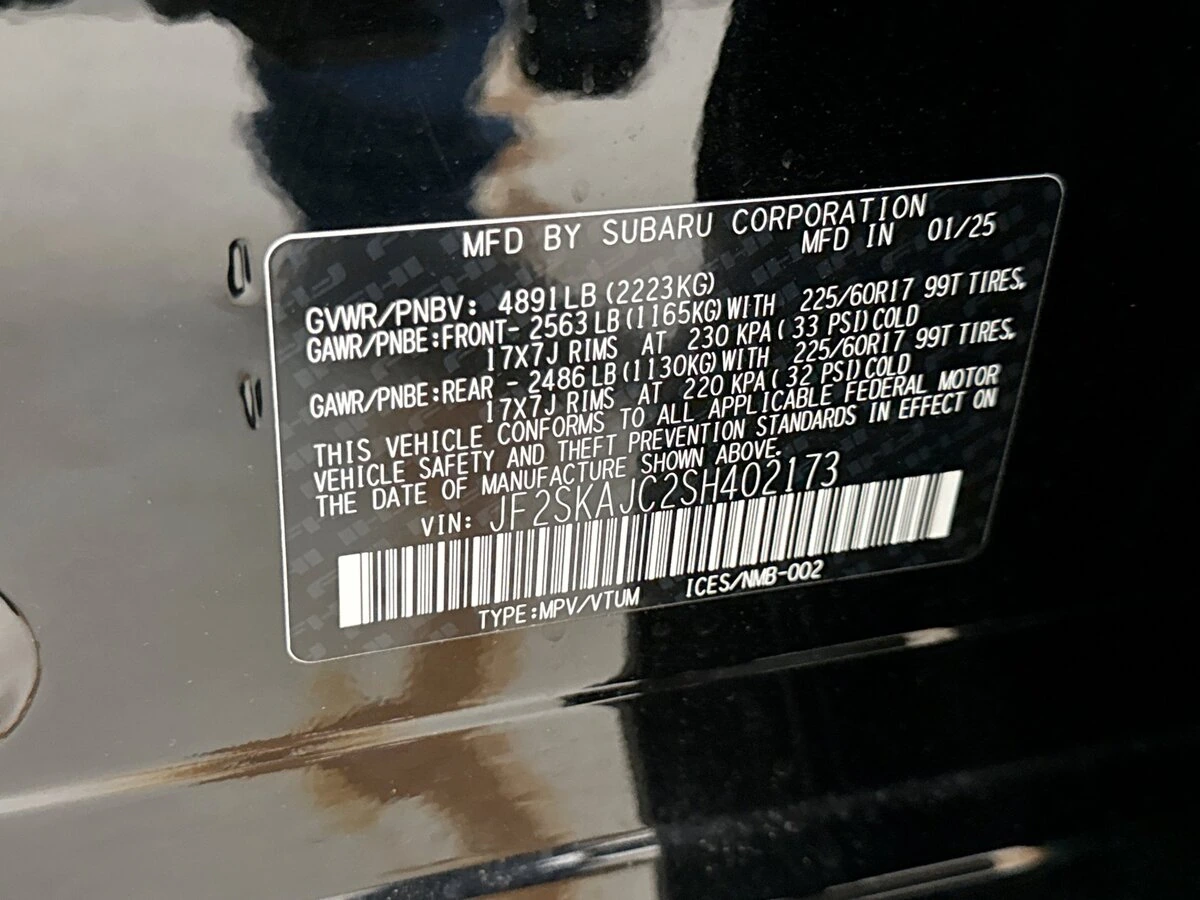 MFD BY SUBARU CORPORATION
MFD IN 01/25
GVWR/PNBV: 4891LB (2223KG)
GAWR/PNBE:FRONT- 2563 LB (1165KG) WITH 225/60R17 99T TIRES,
17X7J RIMS AT 230 KPA ( 33 PSI) COLD
GAWR/PNBE:REAR - 2486 LB (1130KG) WITH 225/60R17 99T TIRES,
17X7J RIMS AT 220 KPA ( 32 PSI) COLD
THIS VEHICLE CONFORMS TO ALL APPLICABLE FEDERAL MOTOR
VEHICLE SAFETY AND THEFT PREVENTION STANDARDS IN EFFECT ON
THE DATE OF MANUFACTURE SHOWN ABOVE.
VIN: JF2SKAJC2SH402173
TYPE:MPV/VTUM ICES/NMB-002